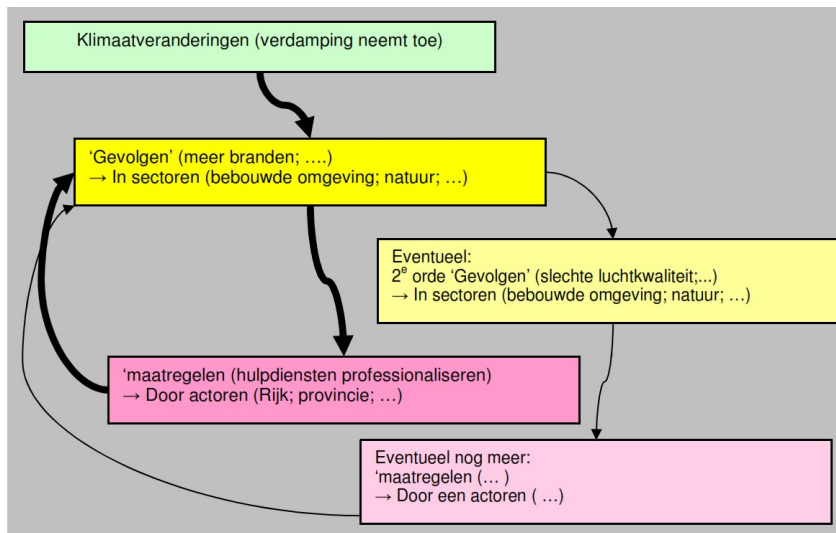 Klimaatveranderingen (verdamping neemt toe)
‘Gevolgen’ (meer branden; ….)
→ In sectoren (bebouwde omgeving; natuur; …)
Eventueel:
2ᵉ orde ‘Gevolgen’ (slechte luchtkwaliteit;...)
→ In sectoren (bebouwde omgeving; natuur; …)
‘maatregelen (hulpdiensten professionaliseren)
→ Door actoren (Rijk; provincie; …)
Eventueel nog meer:
‘maatregelen (… )
→ Door een actoren ( …)